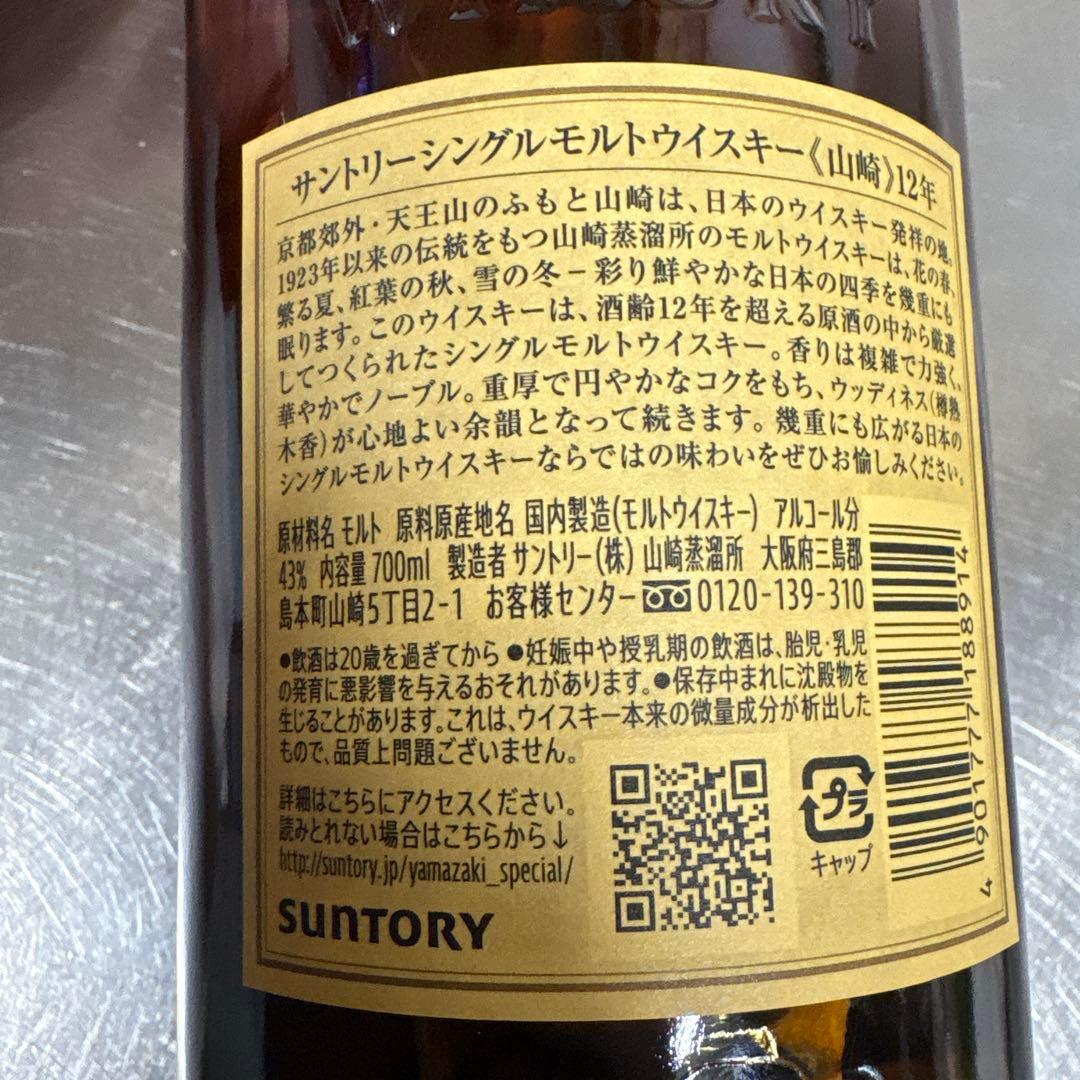 サントリーシングルモルトウイスキー《山崎》12年
京都郊外・天王山のふもと山崎は、日本のウイスキー発祥の地。
1923年以来の伝統をもつ山崎蒸溜所のモルトウイスキーは、花の春、
繁る夏、紅葉の秋、雪の冬－彩り鮮やかな日本の四季を幾重にも
眠ります。このウイスキーは、酒齢12年を超える原酒の中から厳選
してつくられたシングルモルトウイスキー。香りは複雑で力強く、
華やかでノーブル。重厚で円やかなコクをもち、ウッディネス(樽熟
木香)が心地よい余韻となって続きます。幾重にも広がる日本の
シングルモルトウイスキーならではの味わいをぜひお愉しみください。
原材料名 モルト 原料原産地名 国内製造(モルトウイスキー) アルコール分
43% 内容量 700ml 製造者 サントリー(株) 山崎蒸溜所 大阪府三島郡
島本町山崎5丁目2-1 お客様センター 0120-139-310
●飲酒は20歳を過ぎてから ●妊娠中や授乳期の飲酒は、胎児・乳児
の発育に悪影響を与えるおそれがあります。●保存中まれに沈殿物を
生じることがあります。これは、ウイスキー本来の微量成分が析出した
もので、品質上問題ございません。
詳細はこちらにアクセスください。
読みとれない場合はこちらから↓
http://suntory.jp/yamazaki_special/
SUNTORY
プラ
キャップ
4 901777 188914